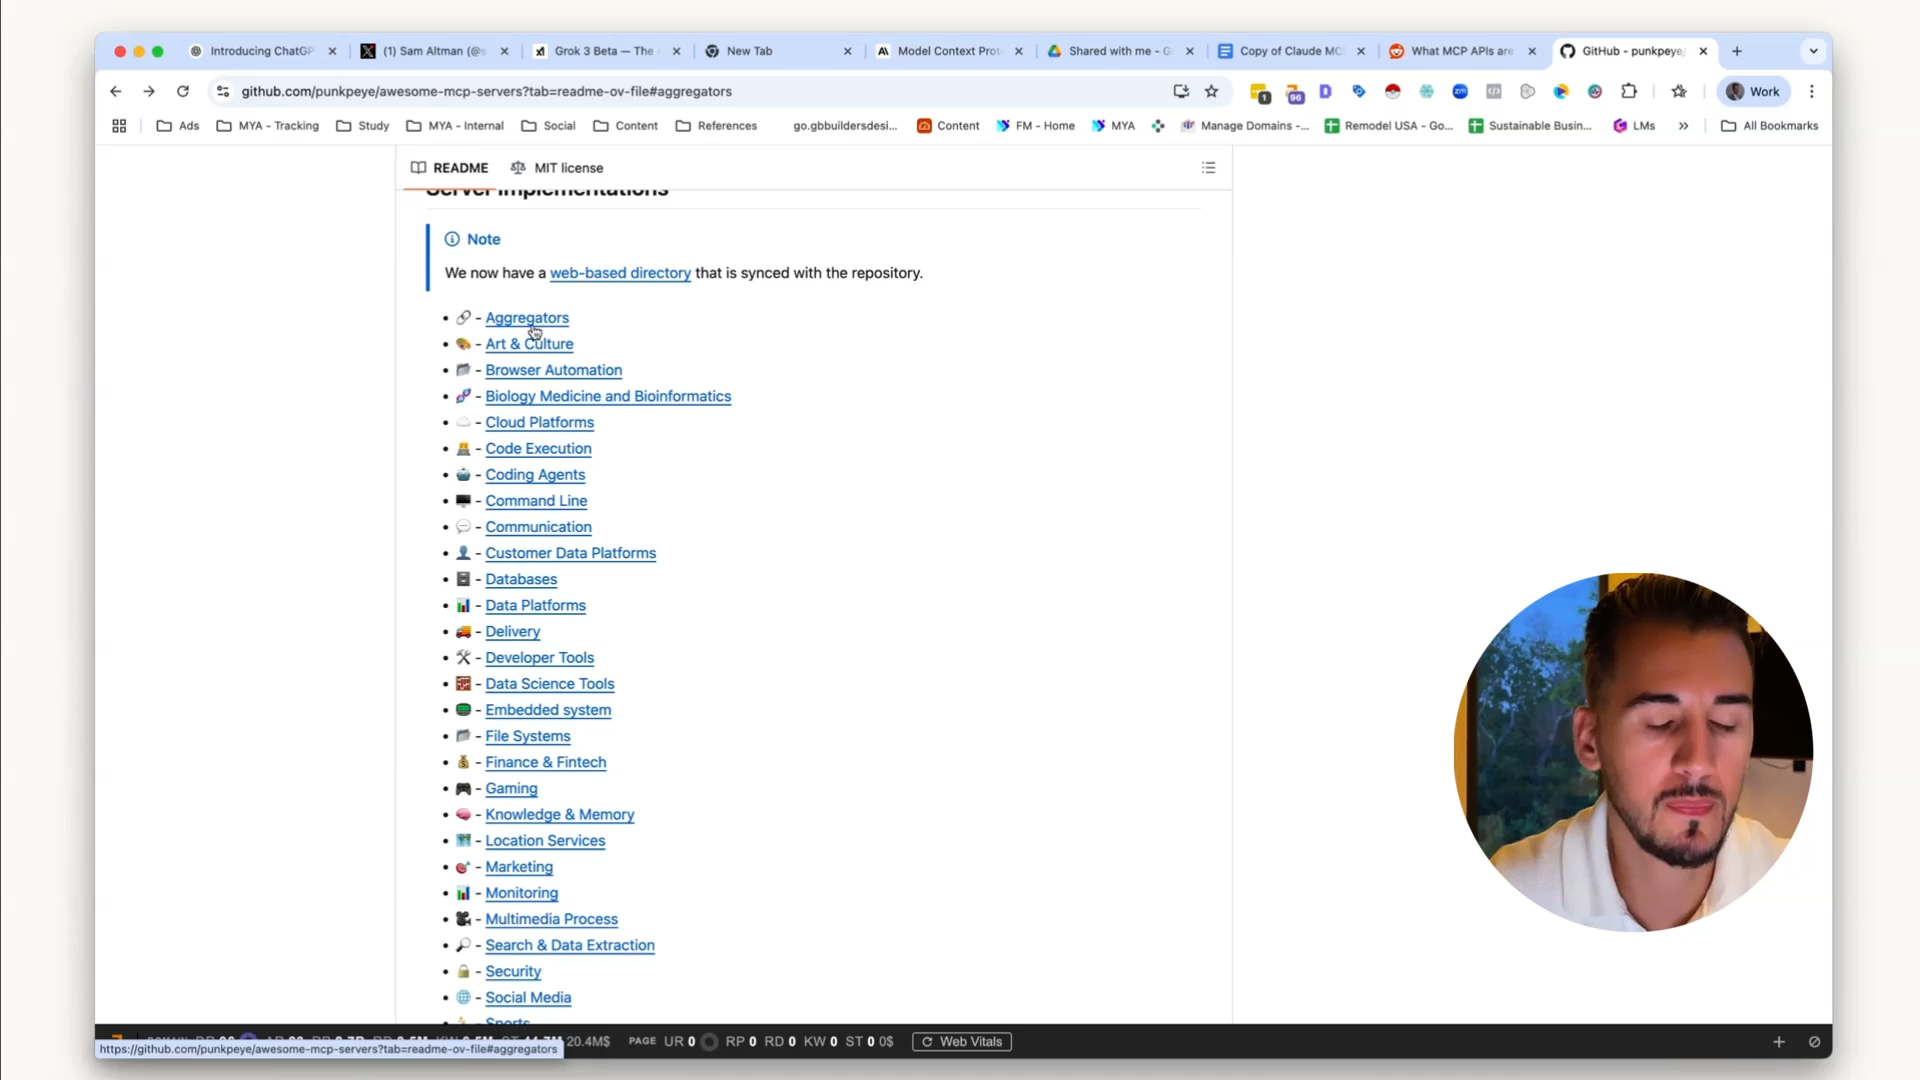 Introducing ChatGP
(1) Sam Altman (@s
Grok 3 Beta — The
New Tab
Model Context Prot
Shared with me - G
Copy of Claude MC
What MCP APIs are
GitHub - punkpeye/
github.com/punkpeye/awesome-mcp-servers?tab=readme-ov-file#aggregators
1
96
Work
Ads
MYA - Tracking
Study
MYA - Internal
Social
Content
References
go.gbbuildersdesi...
Content
FM - Home
MYA
Manage Domains -...
Remodel USA - Go...
Sustainable Busin...
LMs
All Bookmarks
README
MIT license
Server Implementations
Note
We now have a web-based directory that is synced with the repository.
- Aggregators
- Art & Culture
- Browser Automation
- Biology Medicine and Bioinformatics
- Cloud Platforms
- Code Execution
- Coding Agents
- Command Line
- Communication
- Customer Data Platforms
- Databases
- Data Platforms
- Delivery
- Developer Tools
- Data Science Tools
- Embedded system
- File Systems
- Finance & Fintech
- Gaming
- Knowledge & Memory
- Location Services
- Marketing
- Monitoring
- Multimedia Process
- Search & Data Extraction
- Security
- Social Media
- Sports
20.4M$ PAGE UR 0 RP 0 RD 0 KW 0 ST 0 0$ Web Vitals
https://github.com/punkpeye/awesome-mcp-servers?tab=readme-ov-file#aggregators